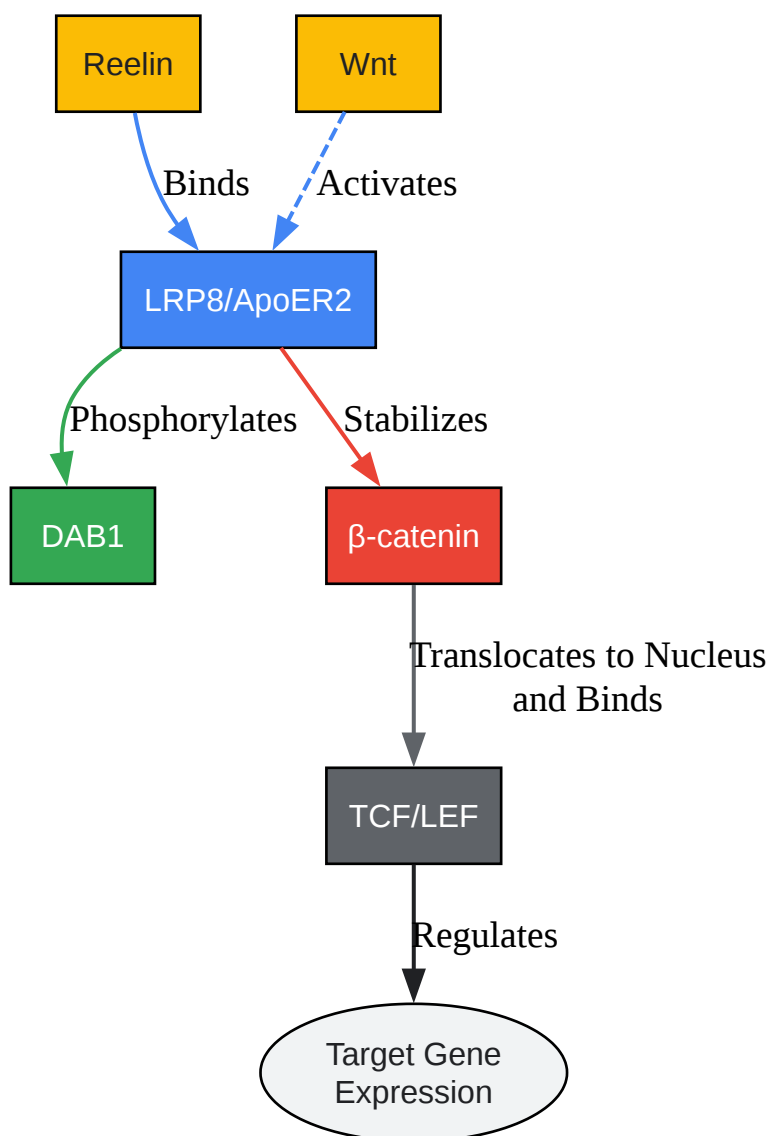 Reelin
Wnt
Binds
Activates
LRP8/ApoER2
Phosphorylates
Stabilizes
DAB1
β-catenin
Translocates to Nucleus
and Binds
TCF/LEF
Regulates
Target Gene
Expression